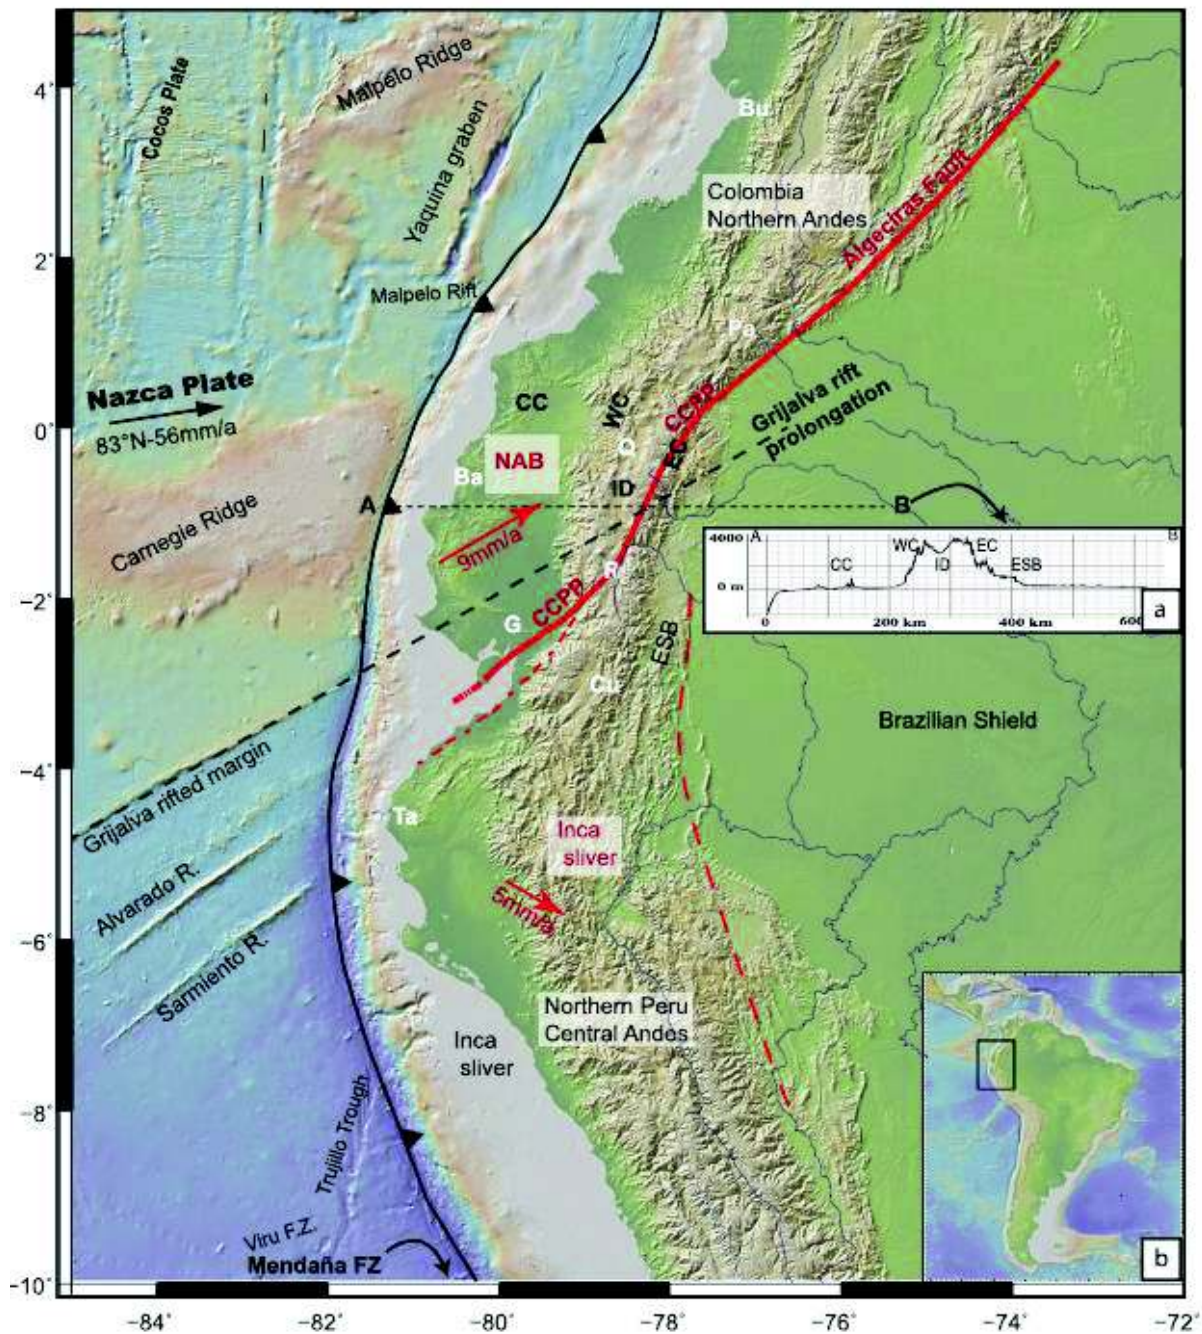 Cocos Plate
Malpelo Ridge
Yaquina graben
Malpelo Rift
Bu
Colombia
Northern Andes
Algeciras Fault
Pa
Nazca Plate
83°N-56mm/a
CC
WC
CCPP
Q
EC
Grijalva rift
prolongation
Ba
NAB
ID
A
B
Carnegie Ridge
9mm/a
R
CCPP
G
ESB
Cu
4000
A
B
WC
EC
CC
ID
ESB
0 m
0
200 km
400 km
600
a
Brazilian Shield
Grijalva rifted margin
Ta
Inca
sliver
5mm/a
Alvarado R.
Sarmiento R.
Northern Peru
Central Andes
Inca
sliver
Trujillo Trough
Viru F.Z.
Mendaña FZ
b
4°
2°
0°
−2°
−4°
−6°
−8°
−10°
−84°
−82°
−80°
−78°
−76°
−74°
−72°